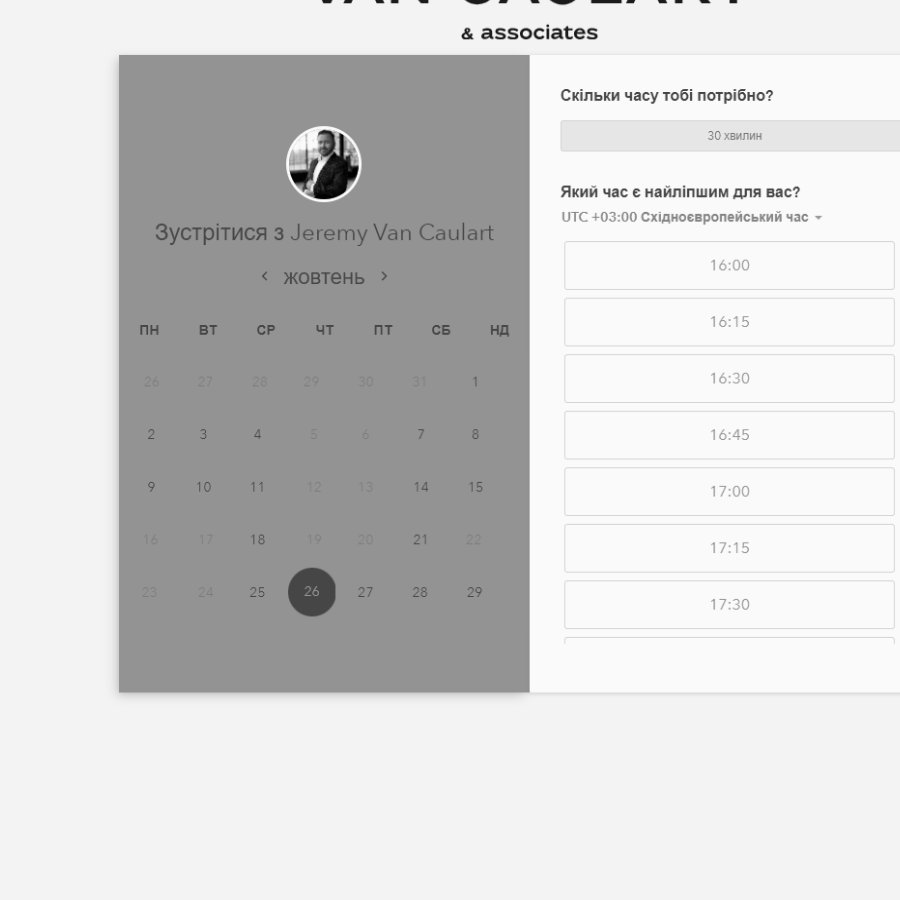 VAN CAULART
& associates
Зустрітися з Jeremy Van Caulart
‹ жовтень ›
ПН ВТ СР ЧТ ПТ СБ НД
26 27 28 29 30 31 1
2 3 4 5 6 7 8
9 10 11 12 13 14 15
16 17 18 19 20 21 22
23 24 25 26 27 28 29
Скільки часу тобі потрібно?
30 хвилин
Який час є найліпшим для вас?
UTC +03:00 Східноєвропейський час
16:00
16:15
16:30
16:45
17:00
17:15
17:30